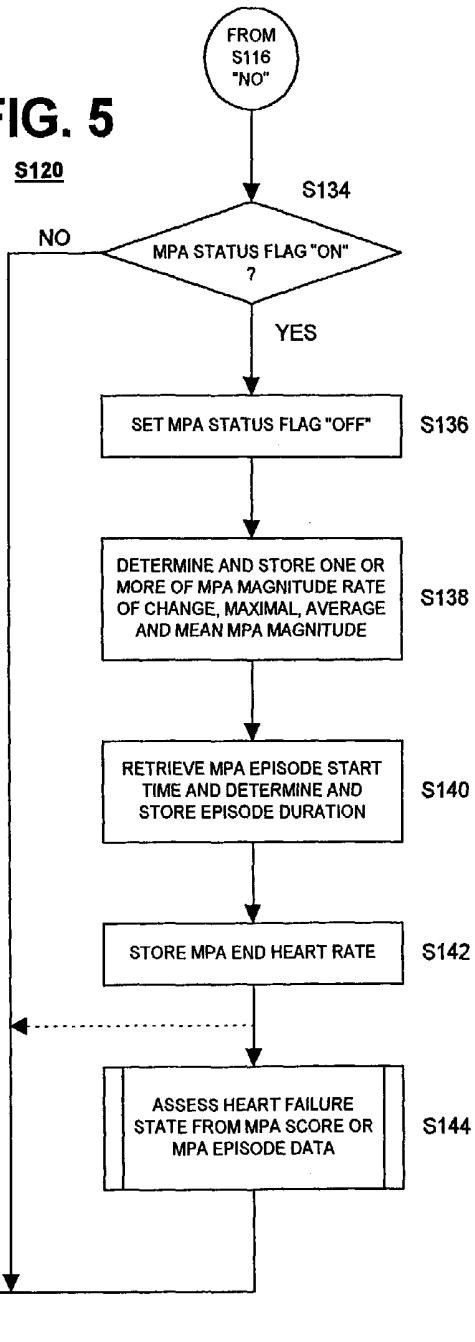 FROM
S116
"NO"
FIG. 5
S120
S134
NO
MPA STATUS FLAG "ON"
?
YES
SET MPA STATUS FLAG "OFF"
S136
DETERMINE AND STORE ONE OR
MORE OF MPA MAGNITUDE RATE
OF CHANGE, MAXIMAL, AVERAGE
AND MEAN MPA MAGNITUDE
S138
RETRIEVE MPA EPISODE START
TIME AND DETERMINE AND
STORE EPISODE DURATION
S140
STORE MPA END HEART RATE
S142
ASSESS HEART FAILURE
STATE FROM MPA SCORE OR
MPA EPISODE DATA
S144